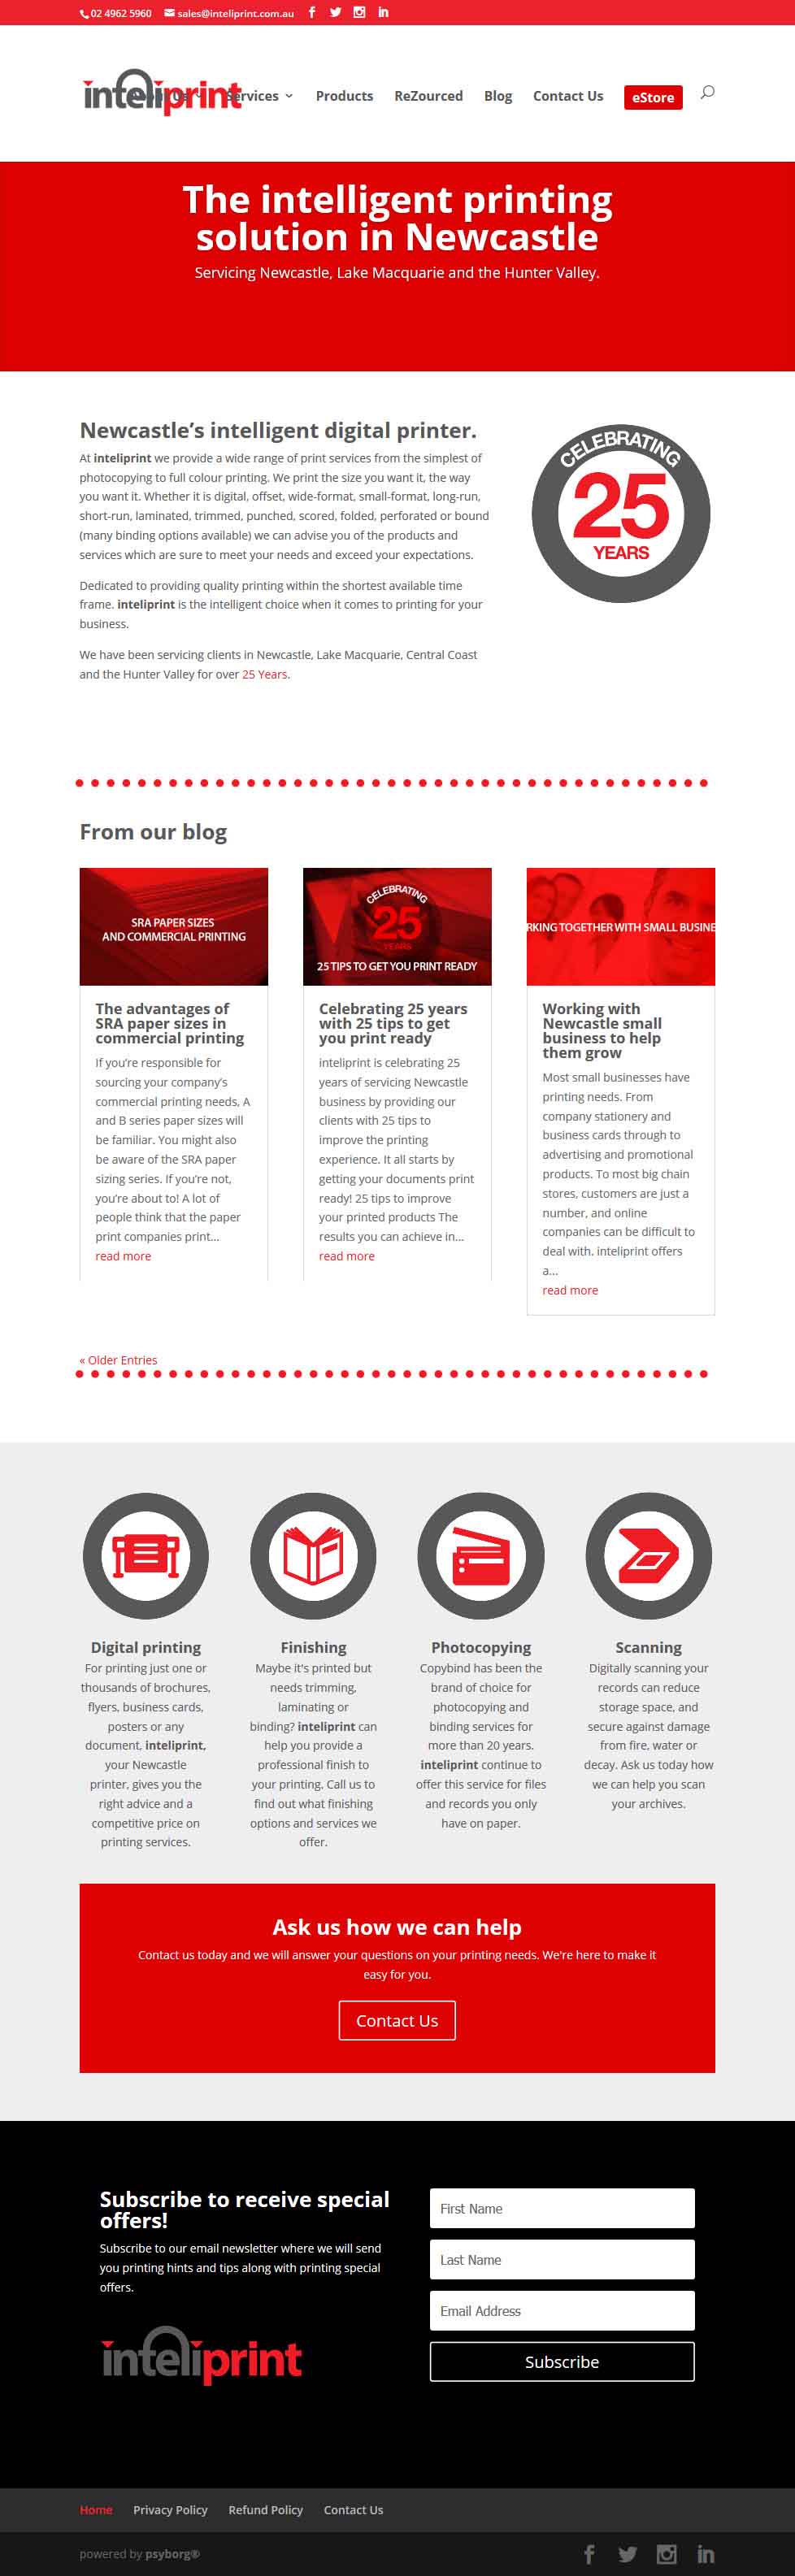 02 4962 5960 sales@inteliprint.com.au
inteliprint
Services Products ReZourced Blog Contact Us eStore
The intelligent printing
solution in Newcastle
Servicing Newcastle, Lake Macquarie and the Hunter Valley.
Newcastle’s intelligent digital printer.
At inteliprint we provide a wide range of print services from the simplest of
photocopying to full colour printing. We print the size you want it, the way
you want it. Whether it is digital, offset, wide-format, small-format, long-run,
short-run, laminated, trimmed, punched, scored, folded, perforated or bound
(many binding options available) we can advise you of the products and
services which are sure to meet your needs and exceed your expectations.
Dedicated to providing quality printing within the shortest available time
frame. inteliprint is the intelligent choice when it comes to printing for your
business.
We have been servicing clients in Newcastle, Lake Macquarie, Central Coast
and the Hunter Valley for over 25 Years.
CELEBRATING
25
YEARS
From our blog
SRA PAPER SIZES
AND COMMERCIAL PRINTING
The advantages of
SRA paper sizes in
commercial printing
If you’re responsible for
sourcing your company’s
commercial printing needs, A
and B series paper sizes will
be familiar. You might also
be aware of the SRA paper
sizing series. If you’re not,
you’re about to! A lot of
people think that the paper
print companies print...
read more
CELEBRATING
25
YEARS
25 TIPS TO GET YOU PRINT READY
Celebrating 25 years
with 25 tips to get
you print ready
inteliprint is celebrating 25
years of servicing Newcastle
business by providing our
clients with 25 tips to
improve the printing
experience. It all starts by
getting your documents print
ready! 25 tips to improve
your printed products The
results you can achieve in...
read more
RKING TOGETHER WITH SMALL BUSINE
Working with
Newcastle small
business to help
them grow
Most small businesses have
printing needs. From
company stationery and
business cards through to
advertising and promotional
products. To most big chain
stores, customers are just a
number, and online
companies can be difficult to
deal with. inteliprint offers
a...
read more
« Older Entries
Digital printing
For printing just one or
thousands of brochures,
flyers, business cards,
posters or any
document, inteliprint,
your Newcastle
printer, gives you the
right advice and a
competitive price on
printing services.
Finishing
Maybe it's printed but
needs trimming,
laminating or
binding? inteliprint can
help you provide a
professional finish to
your printing. Call us to
find out what finishing
options and services we
offer.
Photocopying
Copybind has been the
brand of choice for
photocopying and
binding services for
more than 20 years.
inteliprint continue to
offer this service for files
and records you only
have on paper.
Scanning
Digitally scanning your
records can reduce
storage space, and
secure against damage
from fire, water or
decay. Ask us today how
we can help you scan
your archives.
Ask us how we can help
Contact us today and we will answer your questions on your printing needs. We're here to make it
easy for you.
Contact Us
Subscribe to receive special
offers!
Subscribe to our email newsletter where we will send
you printing hints and tips along with printing special
offers.
inteliprint
First Name
Last Name
Email Address
Subscribe
Home Privacy Policy Refund Policy Contact Us
powered by psyborg®